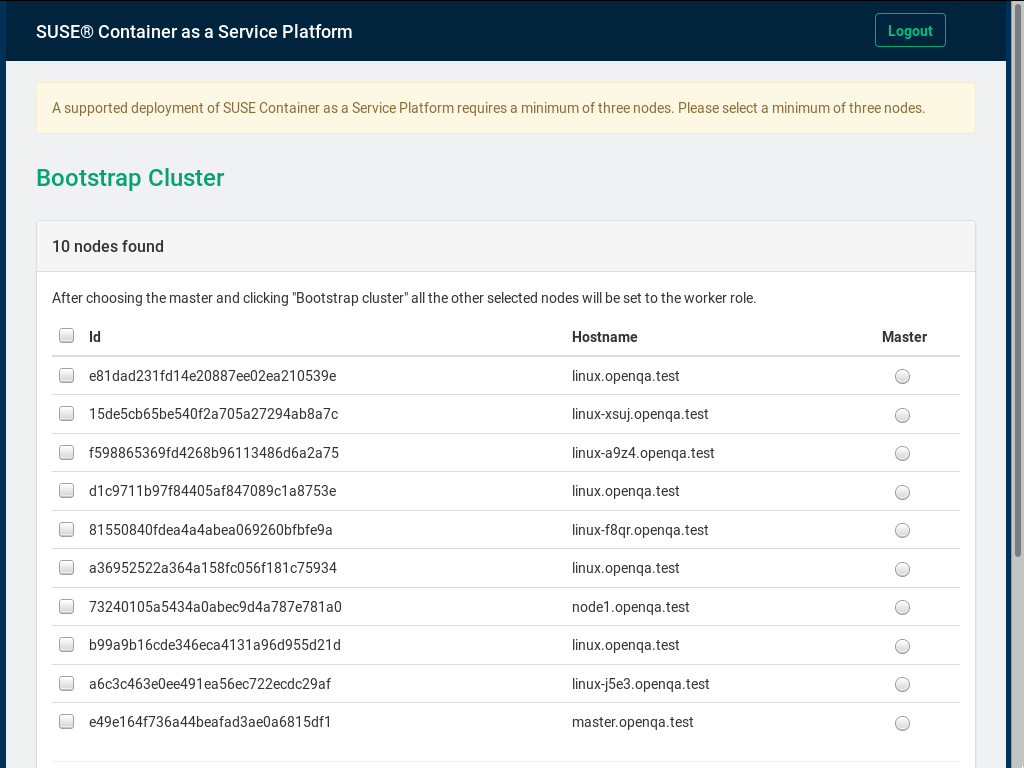 SUSE® Container as a Service Platform Logout
A supported deployment of SUSE Container as a Service Platform requires a minimum of three nodes. Please select a minimum of three nodes.
Bootstrap Cluster
10 nodes found
After choosing the master and clicking "Bootstrap cluster" all the other selected nodes will be set to the worker role.
Id Hostname Master
e81dad231fd14e20887ee02ea210539e linux.openqa.test
15de5cb65be540f2a705a27294ab8a7c linux-xsuj.openqa.test
f598865369fd4268b96113486d6a2a75 linux-a9z4.openqa.test
d1c9711b97f84405af847089c1a8753e linux.openqa.test
81550840fdea4a4abea069260bfbfe9a linux-f8qr.openqa.test
a36952522a364a158fc056f181c75934 linux.openqa.test
73240105a5434a0abec9d4a787e781a0 node1.openqa.test
b99a9b16cde346eca4131a96d955d21d linux.openqa.test
a6c3c463e0ee491ea56ec722ecdc29af linux-j5e3.openqa.test
e49e164f736a44beafad3ae0a6815df1 master.openqa.test